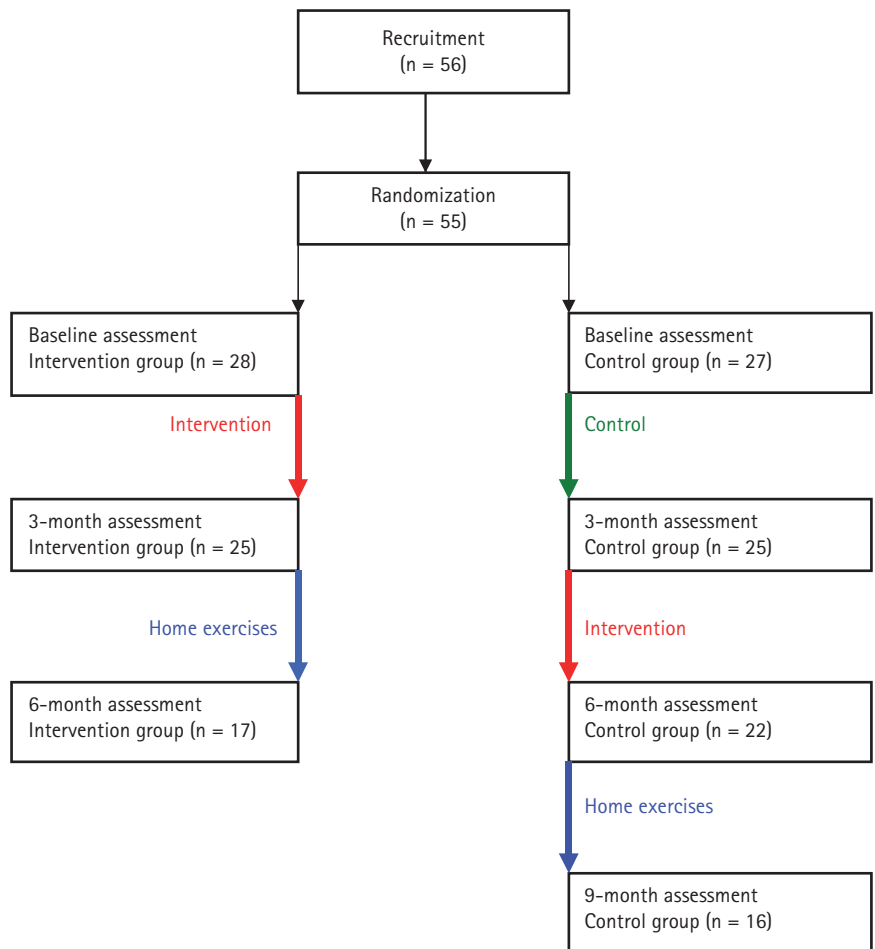 Recruitment
(n = 56)
Randomization
(n = 55)
Baseline assessment
Intervention group (n = 28)
Baseline assessment
Control group (n = 27)
Intervention
Control
3-month assessment
Intervention group (n = 25)
3-month assessment
Control group (n = 25)
Home exercises
Intervention
6-month assessment
Intervention group (n = 17)
6-month assessment
Control group (n = 22)
Home exercises
9-month assessment
Control group (n = 16)